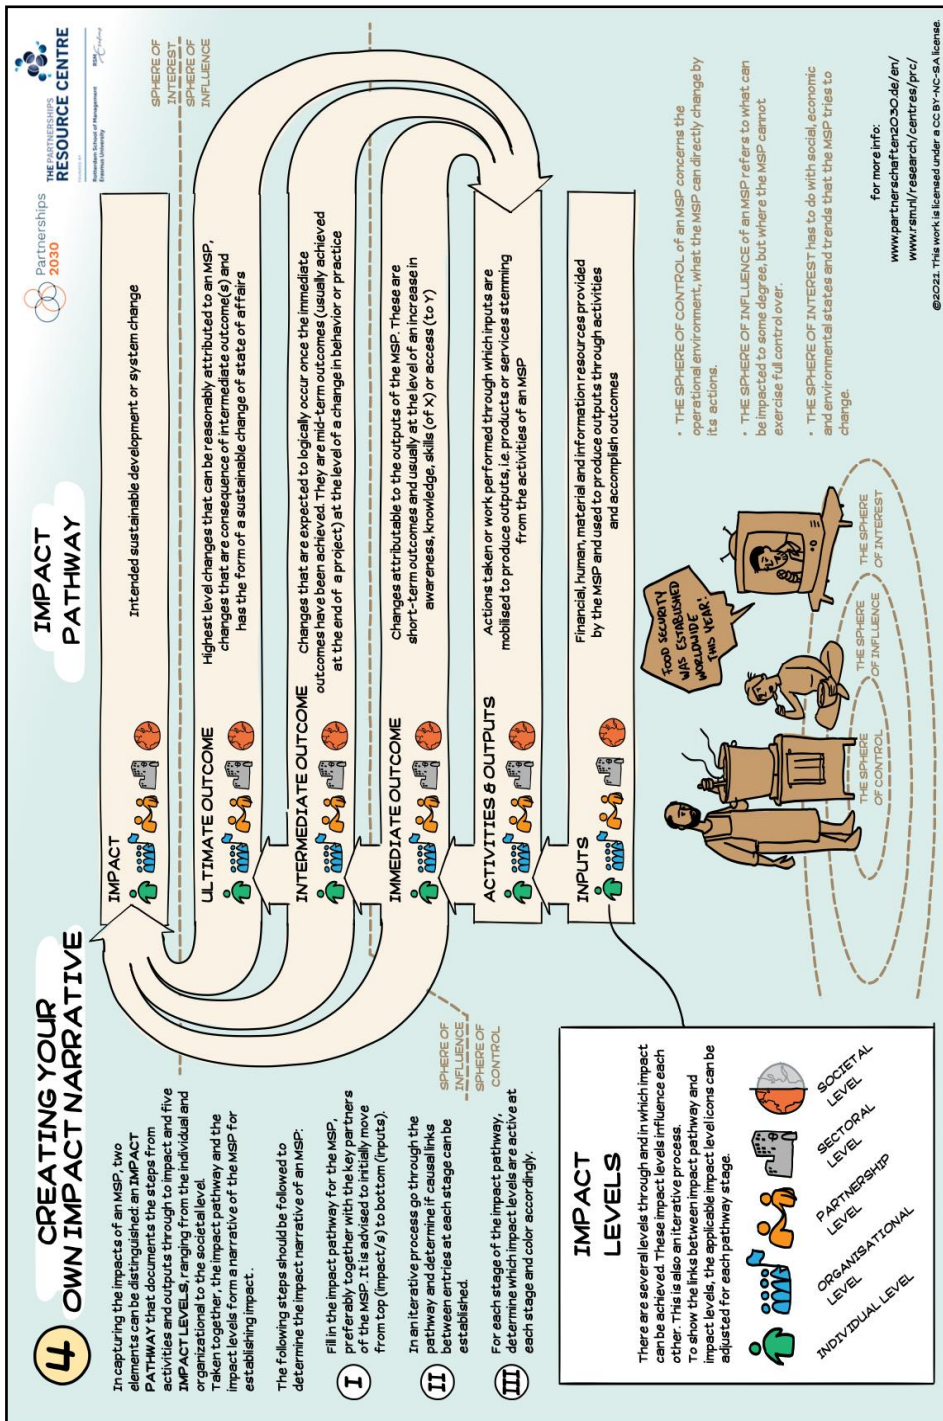 4
CREATING YOUR
OWN IMPACT NARRATIVE
In capturing the impacts of an MSP, two
elements can be distinguished: an IMPACT
PATHWAY that documents the steps from
activities and outputs through to impact and five
IMPACT LEVELS, ranging from the individual and
organizational to the societal level.
Taken together, the impact pathway and the
impact levels form a narrative of the MSP for
establishing impact.
The following steps should be followed to
determine the impact narrative of an MSP:
I
Fill in the impact pathway for the MSP,
preferably together with the key partners
of the MSP. It is advised to initially move
from top (impact/s) to bottom (inputs).
II
In an iterative process go through the
pathway and determine if causal links
between entries at each stage can be
established.
III
For each stage of the impact pathway,
determine which impact levels are active at
each stage and color accordingly.
IMPACT
LEVELS
There are several levels through and in which impact
can be achieved. These impact levels influence each
other. This is also an iterative process.
To show the links between impact pathway and
impact levels, the applicable impact level icons can be
adjusted for each pathway stage.
INDIVIDUAL LEVEL
ORGANISATIONAL
LEVEL
PARTNERSHIP
LEVEL
SECTORAL
LEVEL
SOCIETAL
LEVEL
IMPACT
PATHWAY
Partnerships
2030
THE PARTNERSHIPS
RESOURCE CENTRE
Rotterdam School of Management
Erasmus University
RSM
SPHERE OF
INTEREST
SPHERE OF
INFLUENCE
IMPACT
Intended sustainable development or system change
ULTIMATE OUTCOME
Highest level changes that can be reasonably attributed to an MSP,
changes that are consequence of intermediate outcome(s) and
has the form of a sustainable change of state of affairs
INTERMEDIATE OUTCOME
Changes that are expected to logically occur once the immediate
outcomes have been achieved. They are mid-term outcomes (usually achieved
at the end of a project) at the level of a change in behavior or practice
SPHERE OF
INFLUENCE
SPHERE OF
CONTROL
IMMEDIATE OUTCOME
Changes attributable to the outputs of the MSP. These are
short-term outcomes and usually at the level of an increase in
awareness, knowledge, skills (of X) or access (to Y)
ACTIVITIES & OUTPUTS
Actions taken or work performed through which inputs are
mobilised to produce outputs, i.e. products or services stemming
from the activities of an MSP
INPUTS
Financial, human, material and information resources provided
by the MSP and used to produce outputs through activities
and accomplish outcomes
FOOD SECURITY
WAS ESTABLISHED
WORLDWIDE
THIS YEAR!
THE SPHERE
OF CONTROL
THE SPHERE
OF INFLUENCE
THE SPHERE
OF INTEREST
• THE SPHERE OF CONTROL of an MSP concerns the
operational environment, what the MSP can directly change by
its actions.
• THE SPHERE OF INFLUENCE of an MSP refers to what can
be impacted to some degree, but where the MSP cannot
exercise full control over.
• THE SPHERE OF INTEREST has to do with social, economic
and environmental states and trends that the MSP tries to
change.
for more info:
www.partnerschaften2030.de/en/
www.rsm.nl/research/centres/prc/
©2021. This work is licensed under a CC BY-NC-SA license.